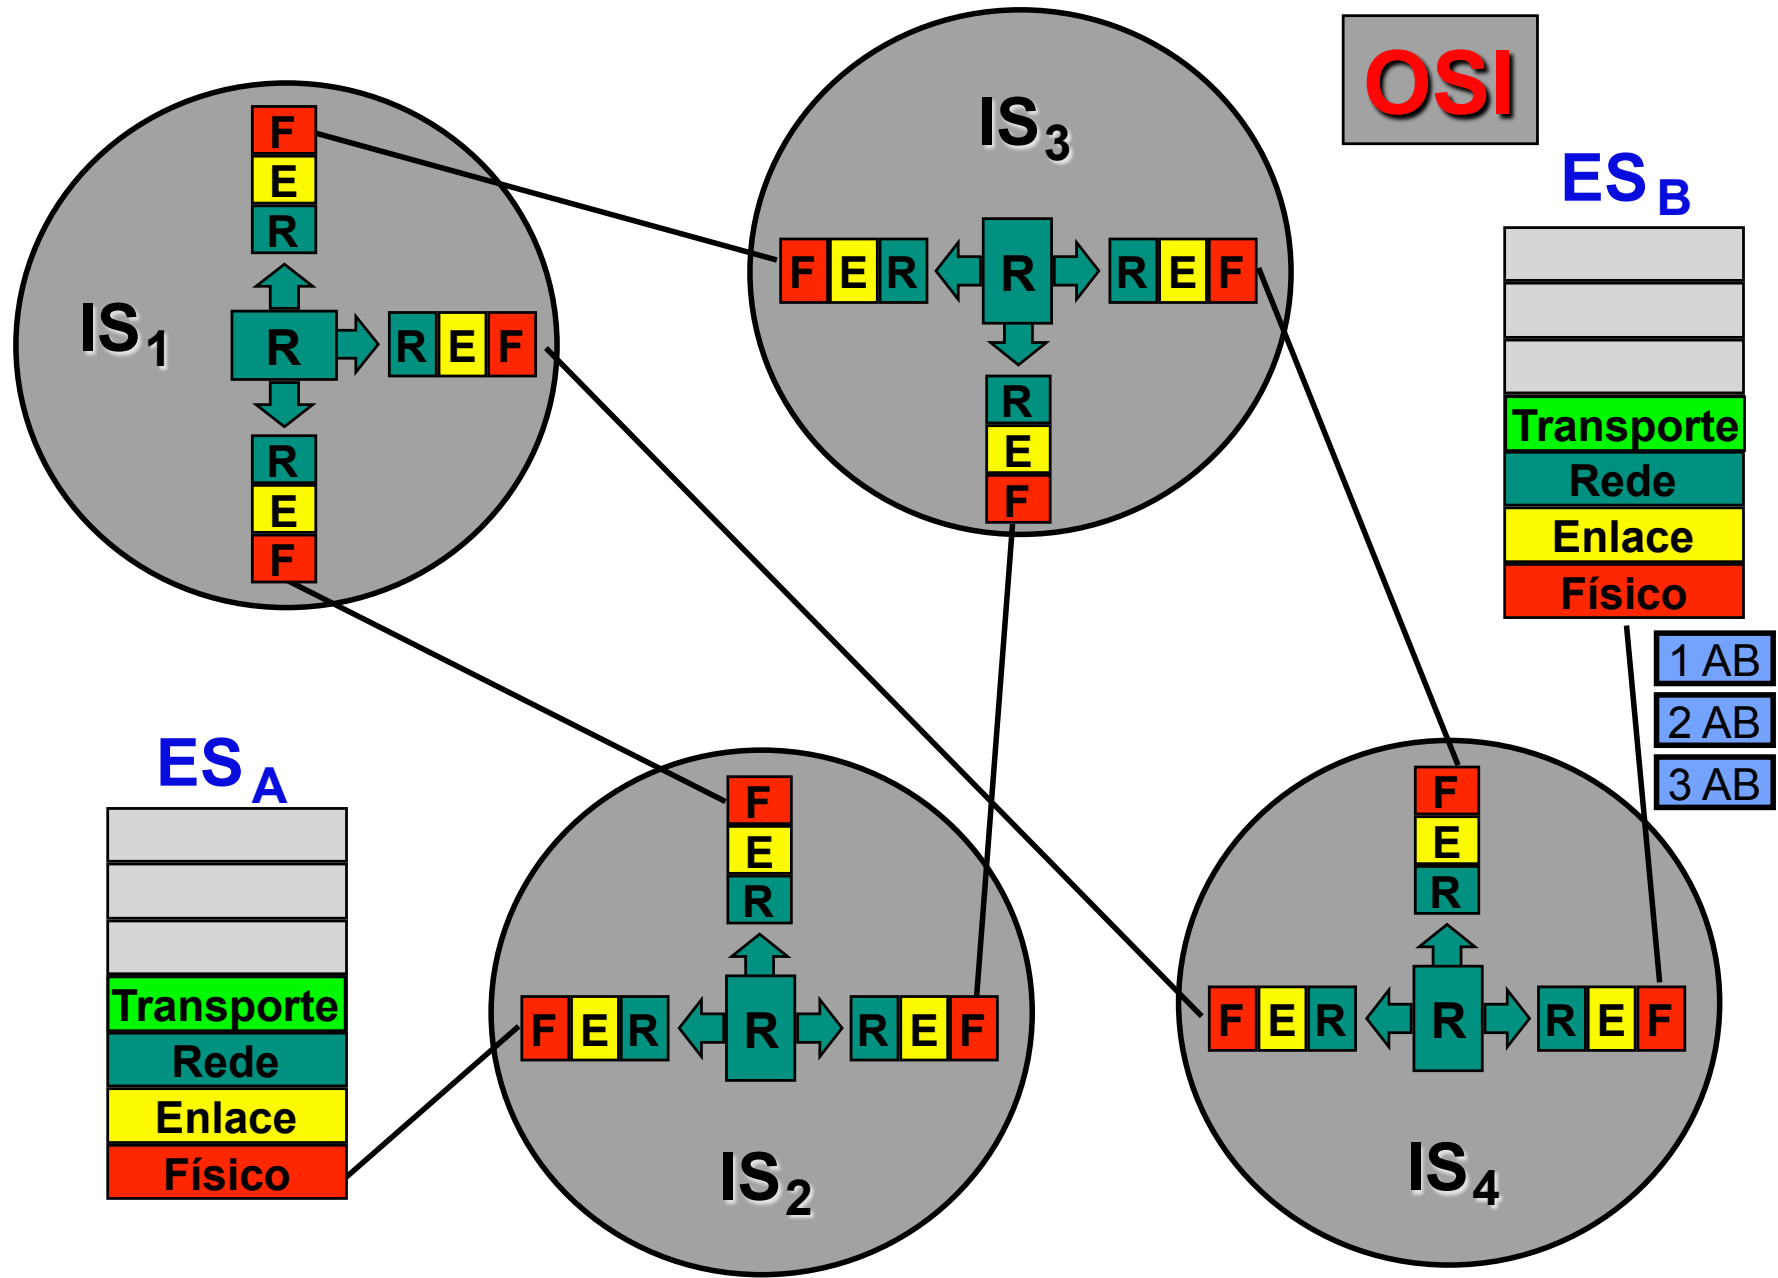 OSI
IS3
F
E
R
F E R
R
R E F
R
E
F
IS1
F
E
R
R
R E F
R
E
F
ES B
Transporte
Rede
Enlace
Físico
1 AB
2 AB
3 AB
ES A
Transporte
Rede
Enlace
Físico
F
E
R
F E R
R
R E F
IS2
F
E
R
F E R
R
R E F
IS4